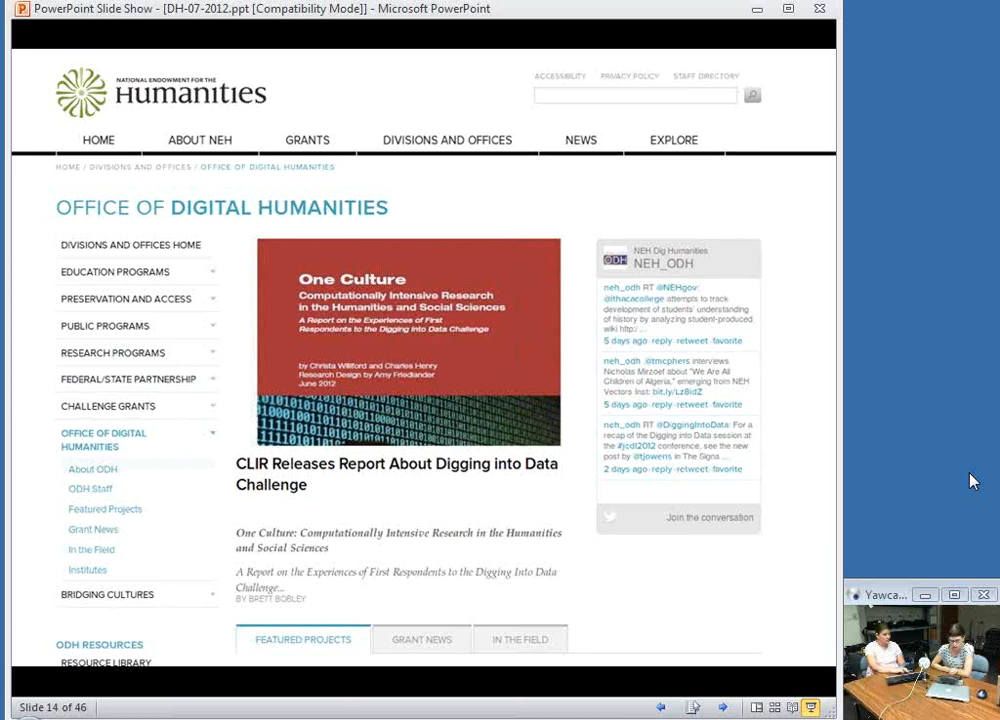 PowerPoint Slide Show - [DH-07-2012.ppt [Compatibility Mode]] - Microsoft PowerPoint
NATIONAL ENDOWMENT FOR THE
Humanities
ACCESSIBILITY PRIVACY POLICY STAFF DIRECTORY
HOME ABOUT NEH GRANTS DIVISIONS AND OFFICES NEWS EXPLORE
HOME / DIVISIONS AND OFFICES / OFFICE OF DIGITAL HUMANITIES
OFFICE OF DIGITAL HUMANITIES
DIVISIONS AND OFFICES HOME
EDUCATION PROGRAMS
PRESERVATION AND ACCESS
PUBLIC PROGRAMS
RESEARCH PROGRAMS
FEDERAL/STATE PARTNERSHIP
CHALLENGE GRANTS
OFFICE OF DIGITAL
HUMANITIES
About ODH
ODH Staff
Featured Projects
Grant News
In the Field
Institutes
BRIDGING CULTURES
ODH RESOURCES
RESOURCE LIBRARY
One Culture
Computationally Intensive Research
in the Humanities and Social Sciences
A Report on the Experiences of First
Respondents to the Digging Into Data Challenge
by Christa Williford and Charles Henry
Research Design by Amy Friedlander
June 2012
CLIR Releases Report About Digging into Data
Challenge
One Culture: Computationally Intensive Research in the Humanities
and Social Sciences
A Report on the Experiences of First Respondents to the Digging Into Data
Challenge...
BY BRETT BOBLEY
FEATURED PROJECTS GRANT NEWS IN THE FIELD
ODH
NEH Dig Humanities
NEH_ODH
neh_odh RT @NEHgov:
@ithacacollege attempts to track
development of students' understanding
of history by analyzing student-produced
wiki http:/ ...
5 days ago · reply · retweet · favorite
neh_odh .@tmcphers interviews
Nicholas Mirzoef about "We Are All
Children of Algeria," emerging from NEH
Vectors Inst: bit.ly/Lz8idZ
5 days ago · reply · retweet · favorite
neh_odh RT @DiggingIntoData: For a
recap of the Digging into Data session at
the #jcdl2012 conference, see the new
post by @tjowens in The Signa ...
2 days ago · reply · retweet · favorite
Join the conversation
Yawca...
Slide 14 of 46